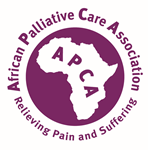 African Palliative Care Association
APCA
Relieving Pain and Suffering